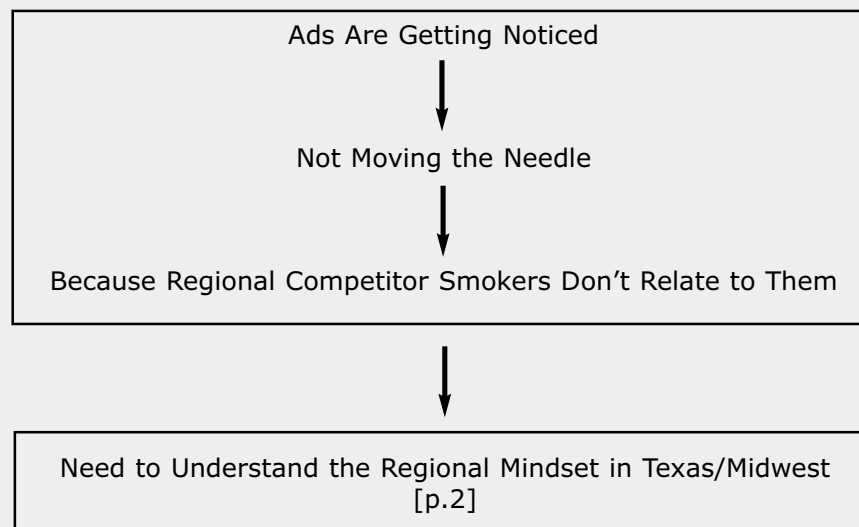 Ads Are Getting Noticed
Not Moving the Needle
Because Regional Competitor Smokers Don’t Relate to Them
Need to Understand the Regional Mindset in Texas/Midwest
[p.2]